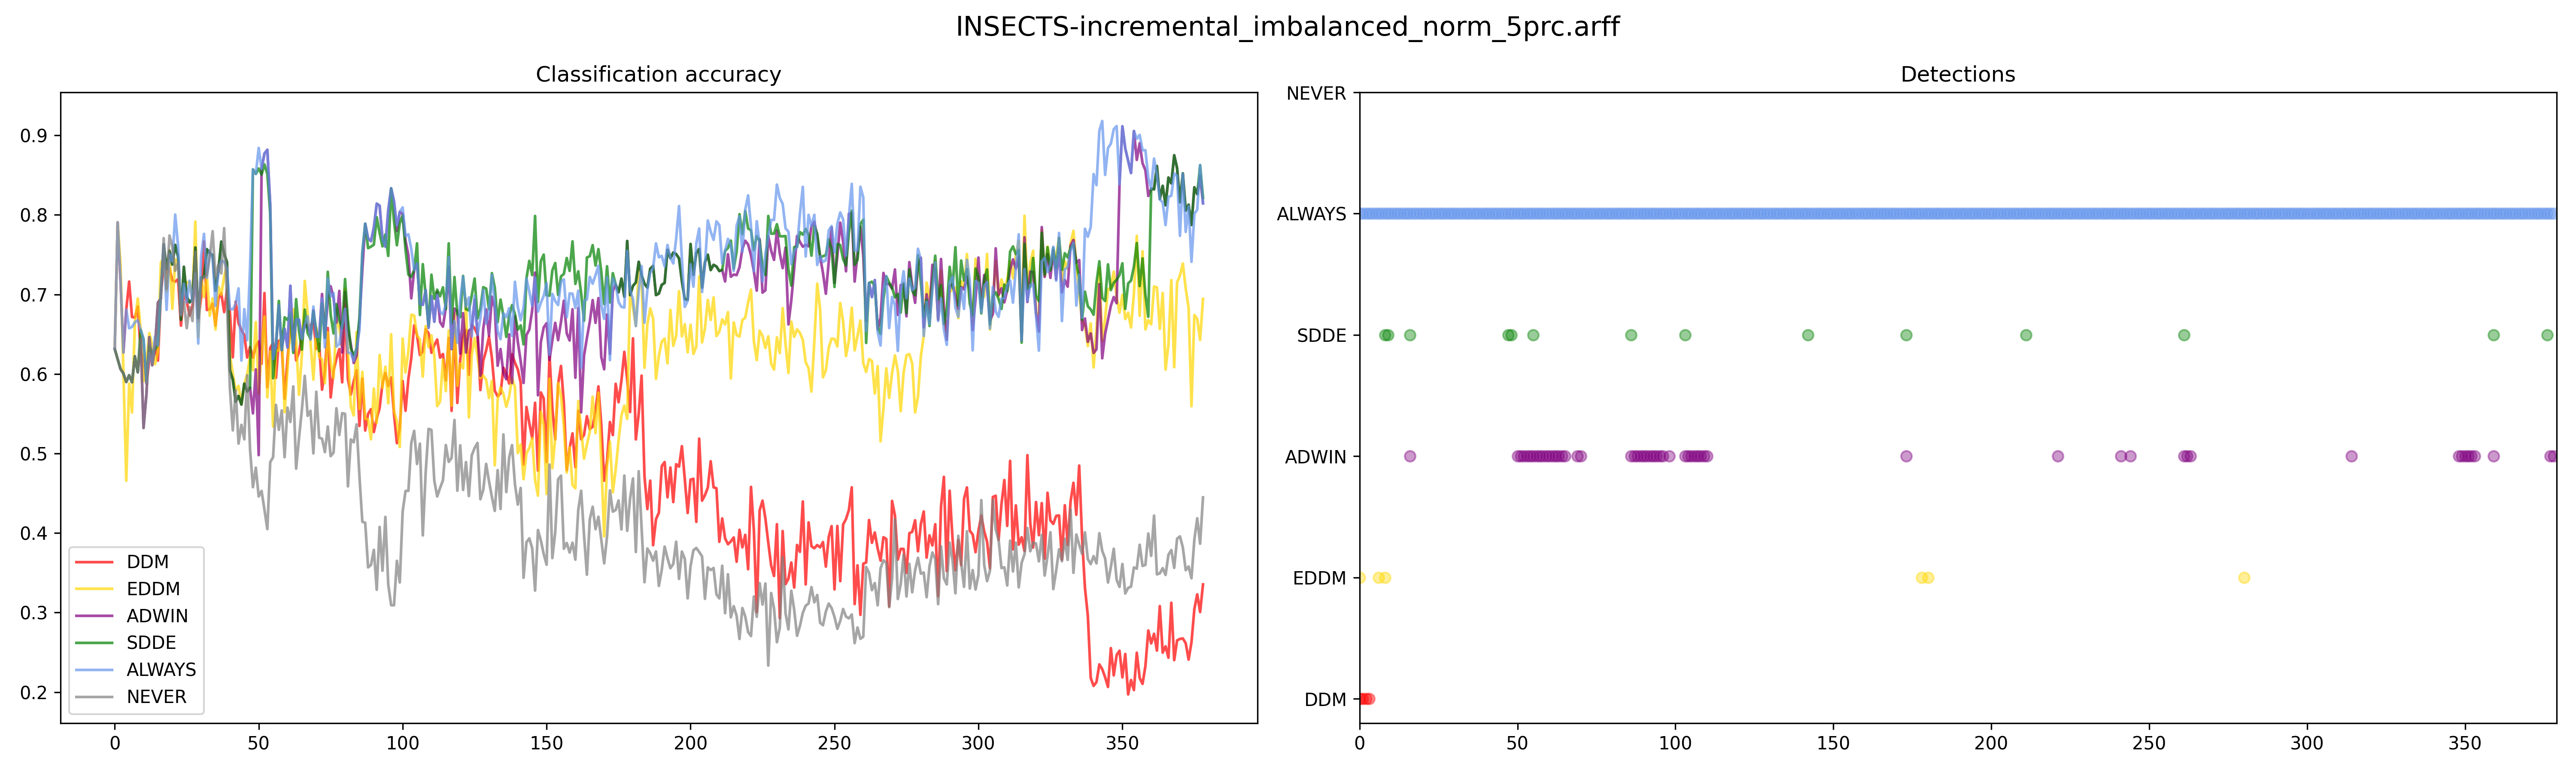 INSECTS-incremental_imbalanced_norm_5prc.arff
Classification accuracy
0.9
0.8
0.7
0.6
0.5
0.4
0.3
0.2
DDM
EDDM
ADWIN
SDDE
ALWAYS
NEVER
0 50 100 150 200 250 300 350
Detections
NEVER
ALWAYS
SDDE
ADWIN
EDDM
DDM
0 50 100 150 200 250 300 350